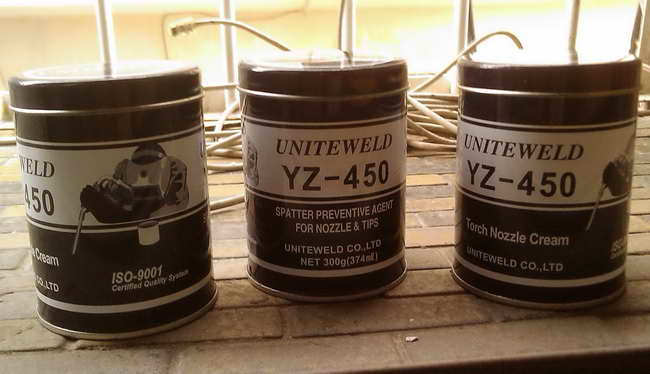 WELD
450
Cream
CO.,LTD
ISO-9001
Certified Quality System
UNITEWELD
YZ-450
SPATTER PREVENTIVE AGENT
FOR NOZZLE & TIPS
UNITEWELD CO.,LTD
NET 300g(374ml)
UNITEWELD
YZ-450
Torch Nozzle Cream
UNITEWELD CO.,LTD